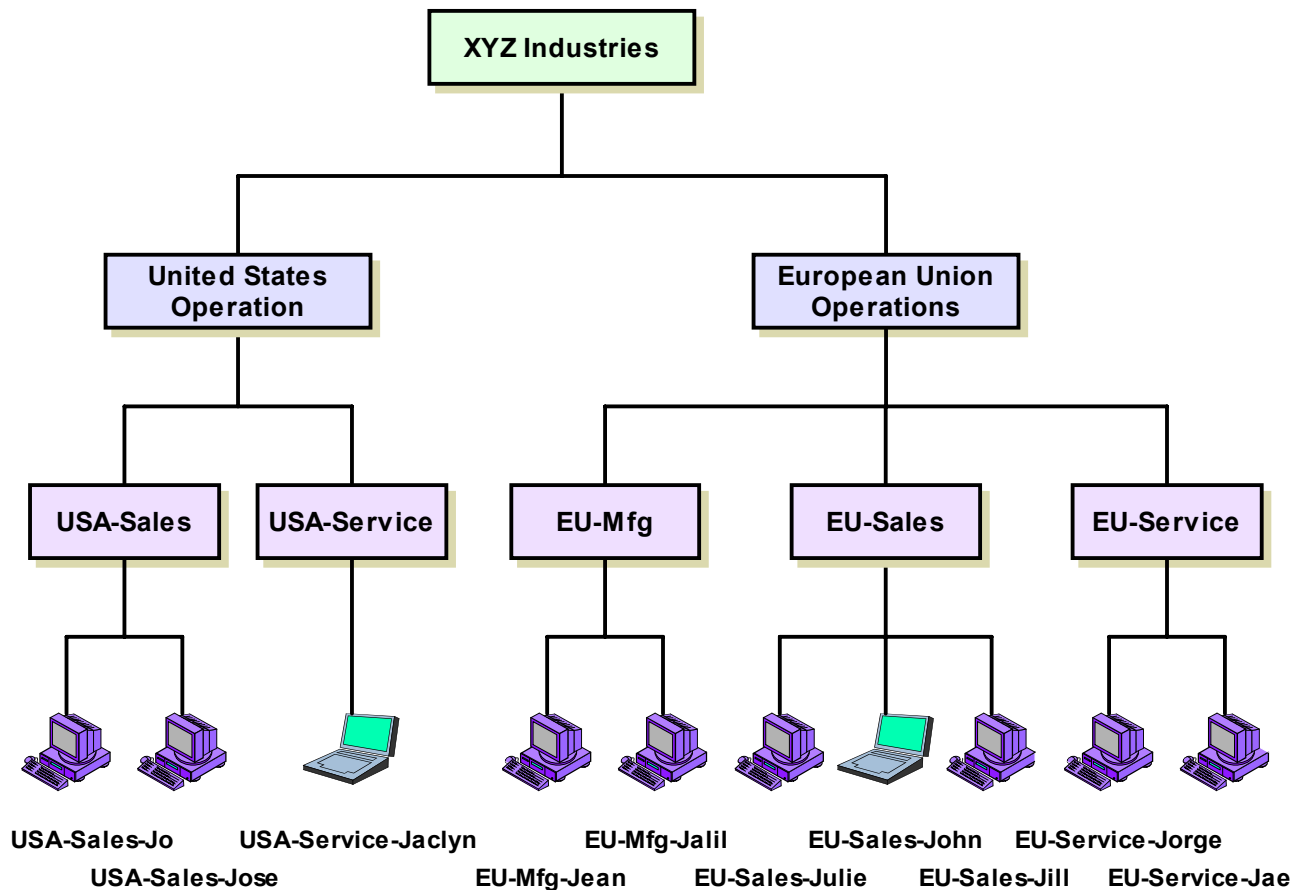 XYZ Industries
United States
Operation
European Union
Operations
USA-Sales
USA-Service
EU-Mfg
EU-Sales
EU-Service
USA-Sales-Jo
USA-Service-Jaclyn
EU-Mfg-Jalil
EU-Sales-John
EU-Service-Jorge
USA-Sales-Jose
EU-Mfg-Jean
EU-Sales-Julie
EU-Sales-Jill
EU-Service-Jae